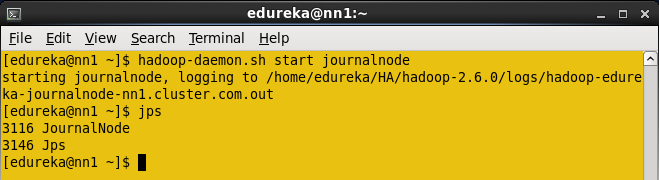 edureka@nn1:~
File Edit View Search Terminal Help
[edureka@nn1 ~]$ hadoop-daemon.sh start journalnode
starting journalnode, logging to /home/edureka/HA/hadoop-2.6.0/logs/hadoop-edure
ka-journalnode-nn1.cluster.com.out
[edureka@nn1 ~]$ jps
3116 JournalNode
3146 Jps
[edureka@nn1 ~]$